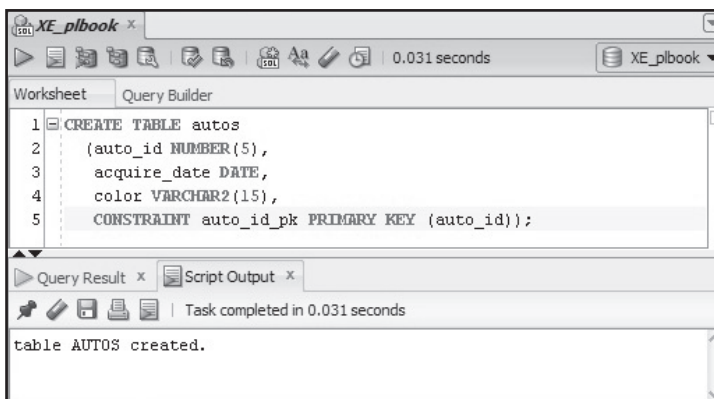 XE_plbook ×
SQL
0.031 seconds XE_plbook
Worksheet Query Builder
1 CREATE TABLE autos
2 (auto_id NUMBER(5),
3 acquire_date DATE,
4 color VARCHAR2(15),
5 CONSTRAINT auto_id_pk PRIMARY KEY (auto_id));
Query Result × Script Output ×
Task completed in 0.031 seconds
table AUTOS created.